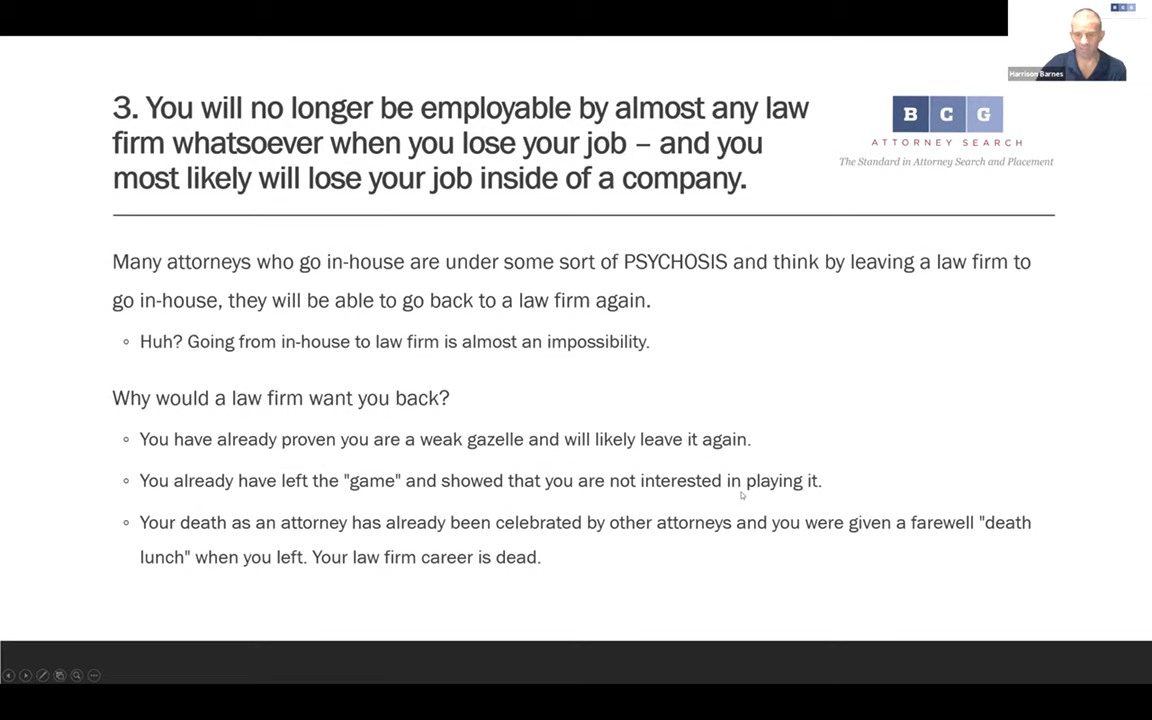 B C G
Harrison Barnes
3. You will no longer be employable by almost any law
firm whatsoever when you lose your job – and you
most likely will lose your job inside of a company.
B C G
ATTORNEY SEARCH
The Standard in Attorney Search and Placement
Many attorneys who go in-house are under some sort of PSYCHOSIS and think by leaving a law firm to
go in-house, they will be able to go back to a law firm again.
Huh? Going from in-house to law firm is almost an impossibility.
Why would a law firm want you back?
You have already proven you are a weak gazelle and will likely leave it again.
You already have left the "game" and showed that you are not interested in playing it.
Your death as an attorney has already been celebrated by other attorneys and you were given a farewell "death
lunch" when you left. Your law firm career is dead.